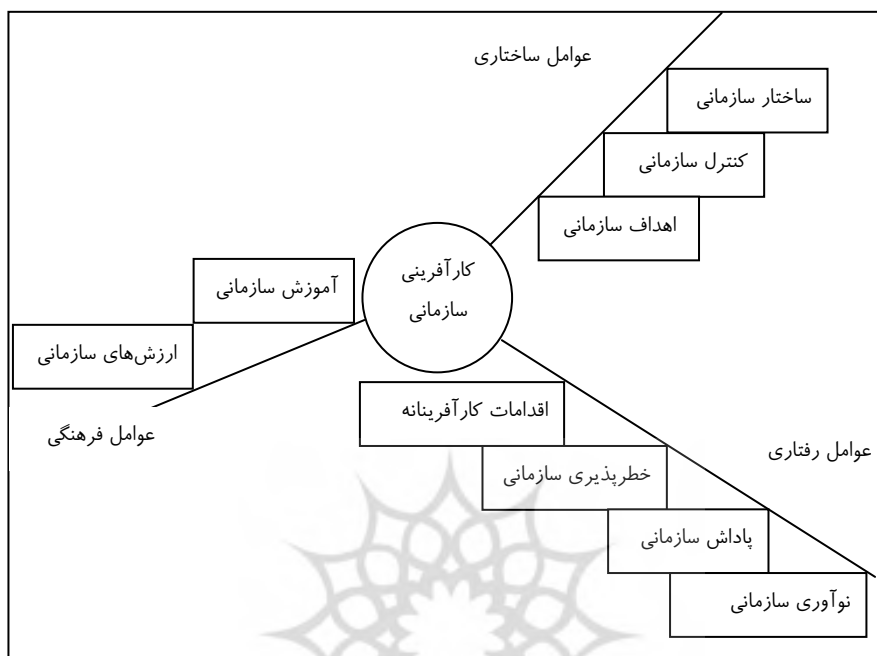 عوامل ساختاری
ساختار سازمانی
کنترل سازمانی
اهداف سازمانی
کارآفرینی
سازمانی
آموزش سازمانی
ارزش‌های سازمانی
عوامل فرهنگی
اقدامات کارآفرینانه
عوامل رفتاری
خطرپذیری سازمانی
پاداش سازمانی
نوآوری سازمانی